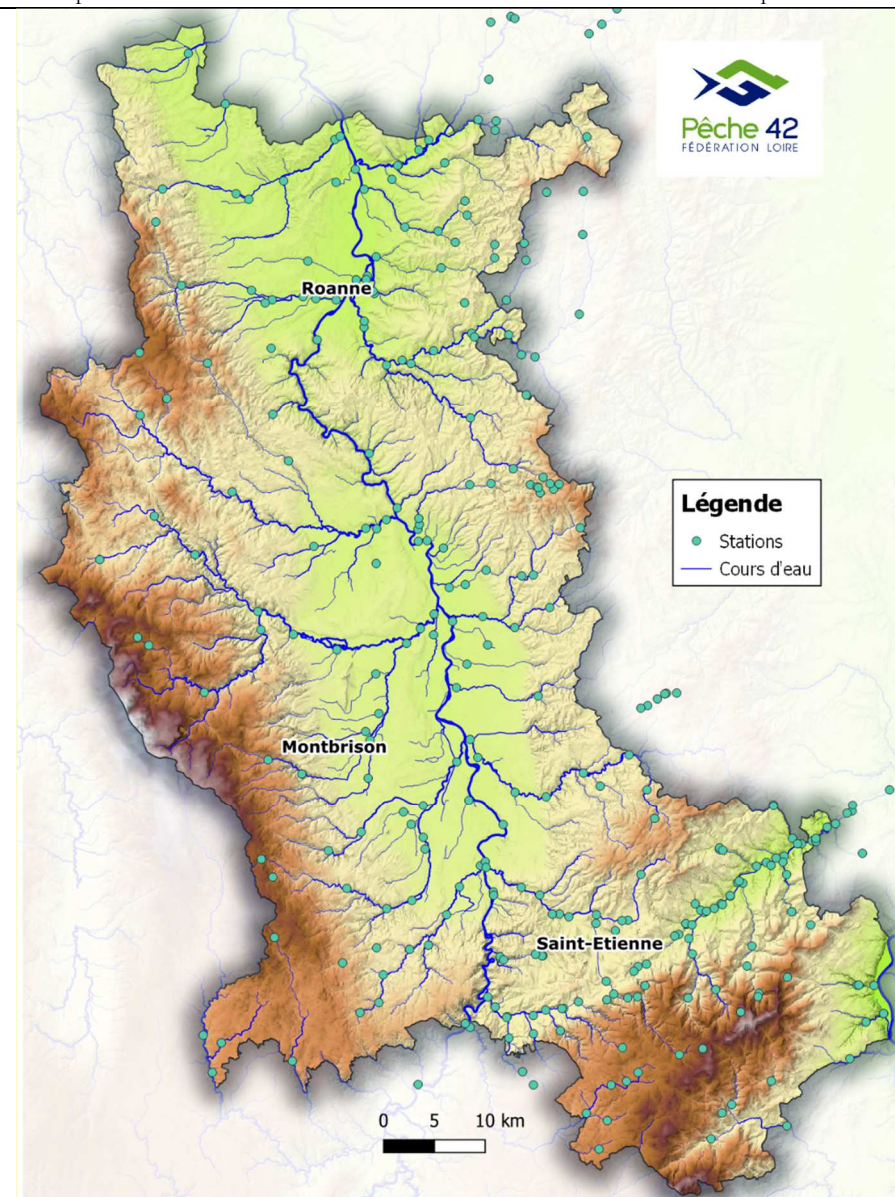 Pêche 42
FÉDÉRATION LOIRE
Roanne
Légende
Stations
Cours d'eau
Montbrison
Saint-Etienne
0 5 10 km